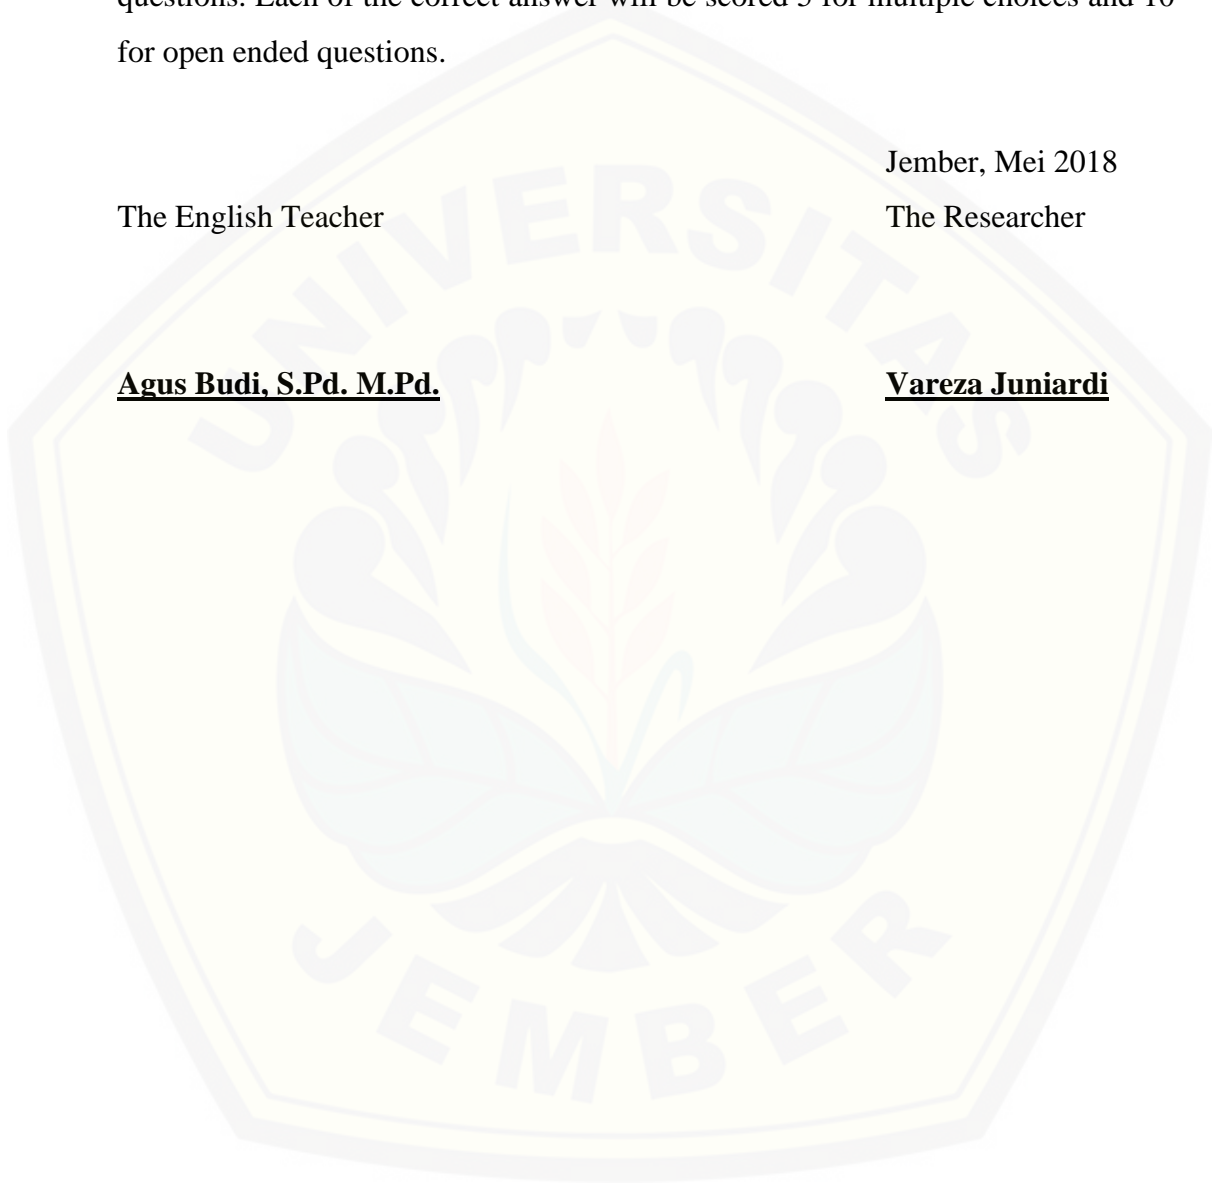 questions. Each of the correct answer will be scored 5 for multiple choices and 10
for open ended questions.
Jember, Mei 2018
The English Teacher The Researcher
Agus Budi, S.Pd. M.Pd. Vareza Juniardi
UNIVERSITAS
JEMBER